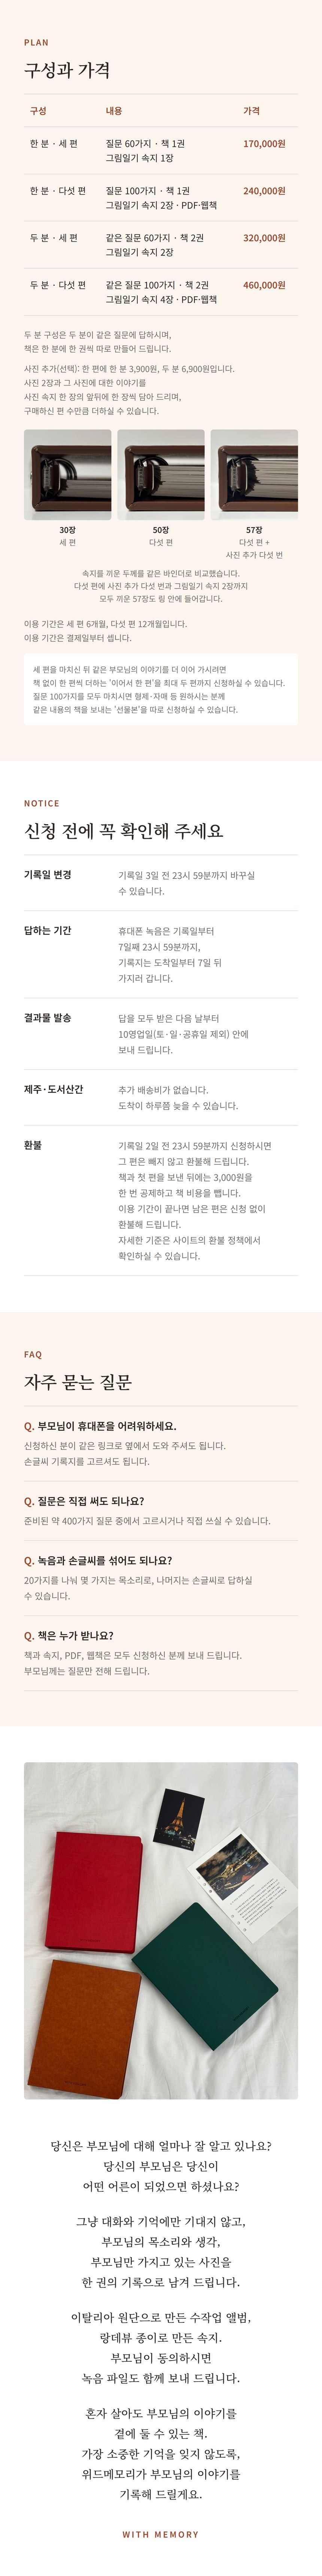 PLAN
구성과 가격
구성 내용 가격
한 분 · 세 편 질문 60가지 · 책 1권 170,000원
그림일기 속지 1장
한 분 · 다섯 편 질문 100가지 · 책 1권 240,000원
그림일기 속지 2장 · PDF·웹책
두 분 · 세 편 같은 질문 60가지 · 책 2권 320,000원
그림일기 속지 2장
두 분 · 다섯 편 같은 질문 100가지 · 책 2권 460,000원
그림일기 속지 4장 · PDF·웹책
두 분 구성은 두 분이 같은 질문에 답하시며,
책은 한 분에 한 권씩 따로 만들어 드립니다.
사진 추가(선택): 한 편에 한 분 3,900원, 두 분 6,900원입니다.
사진 2장과 그 사진에 대한 이야기를
사진 속지 한 장의 앞뒤에 한 장씩 담아 드리며,
구매하신 편 수만큼 더하실 수 있습니다.
30장 50장 57장
세 편 다섯 편 다섯 편 +
사진 추가 다섯 번
속지를 끼운 두께를 같은 바인더로 비교했습니다.
다섯 편에 사진 추가 다섯 번과 그림일기 속지 2장까지
모두 끼운 57장도 링 안에 들어갑니다.
이용 기간은 세 편 6개월, 다섯 편 12개월입니다.
이용 기간은 결제일부터 셉니다.
세 편을 마치신 뒤 같은 부모님의 이야기를 더 이어 가시려면
책 없이 한 편씩 더하는 '이어서 한 편'을 최대 두 편까지 신청하실 수 있습니다.
질문 100가지를 모두 마치시면 형제·자매 등 원하시는 분께
같은 내용의 책을 보내는 '선물본'을 따로 신청하실 수 있습니다.
NOTICE
신청 전에 꼭 확인해 주세요
기록일 변경 기록일 3일 전 23시 59분까지 바꾸실
수 있습니다.
답하는 기간 휴대폰 녹음은 기록일부터
7일째 23시 59분까지,
기록지는 도착일부터 7일 뒤
가지러 갑니다.
결과물 발송 답을 모두 받은 다음 날부터
10영업일(토·일·공휴일 제외) 안에
보내 드립니다.
제주·도서산간 추가 배송비가 없습니다.
도착이 하루쯤 늦을 수 있습니다.
환불 기록일 2일 전 23시 59분까지 신청하시면
그 편은 빼지 않고 환불해 드립니다.
책과 첫 편을 보낸 뒤에는 3,000원을
한 번 공제하고 책 비용을 뺍니다.
이용 기간이 끝나면 남은 편은 신청 없이
환불해 드립니다.
자세한 기준은 사이트의 환불 정책에서
확인하실 수 있습니다.
FAQ
자주 묻는 질문
Q. 부모님이 휴대폰을 어려워하세요.
신청하신 분이 같은 링크로 옆에서 도와 주셔도 됩니다.
손글씨 기록지를 고르셔도 됩니다.
Q. 질문은 직접 써도 되나요?
준비된 약 400가지 질문 중에서 고르시거나 직접 쓰실 수 있습니다.
Q. 녹음과 손글씨를 섞어도 되나요?
20가지를 나눠 몇 가지는 목소리로, 나머지는 손글씨로 답하실
수 있습니다.
Q. 책은 누가 받나요?
책과 속지, PDF, 웹책은 모두 신청하신 분께 보내 드립니다.
부모님께는 질문만 전해 드립니다.
당신은 부모님에 대해 얼마나 잘 알고 있나요?
당신의 부모님은 당신이
어떤 어른이 되었으면 하셨나요?
그냥 대화와 기억에만 기대지 않고,
부모님의 목소리와 생각,
부모님만 가지고 있는 사진을
한 권의 기록으로 남겨 드립니다.
이탈리아 원단으로 만든 수작업 앨범,
랑데뷰 종이로 만든 속지.
부모님이 동의하시면
녹음 파일도 함께 보내 드립니다.
혼자 살아도 부모님의 이야기를
곁에 둘 수 있는 책.
가장 소중한 기억을 잊지 않도록,
위드메모리가 부모님의 이야기를
기록해 드릴게요.
WITH MEMORY